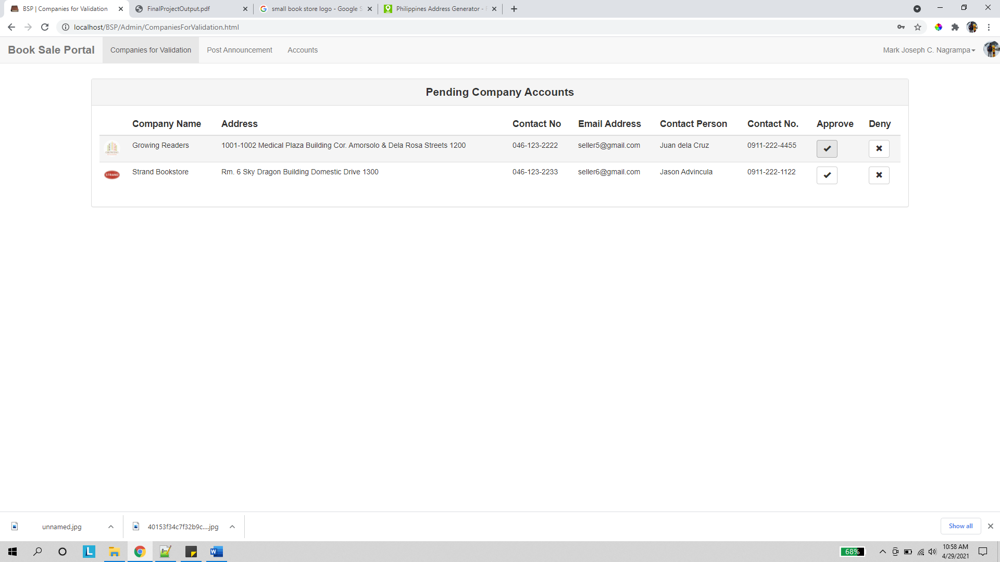 BSP | Companies for Validation
FinalProjectOutput.pdf
small book store logo - Google S
Philippines Address Generator -
localhost/BSP/Admin/CompaniesForValidation.html
Book Sale Portal
Companies for Validation
Post Announcement
Accounts
Mark Joseph C. Nagrampa
Pending Company Accounts
Company Name Address Contact No Email Address Contact Person Contact No. Approve Deny
Growing Readers 1001-1002 Medical Plaza Building Cor. Amorsolo & Dela Rosa Streets 1200 046-123-2222 seller5@gmail.com Juan dela Cruz 0911-222-4455
STRAND Strand Bookstore Rm. 6 Sky Dragon Building Domestic Drive 1300 046-123-2233 seller6@gmail.com Jason Advincula 0911-222-1122
unnamed.jpg
40153f34c7f32b9c....jpg
Show all
68%
10:58 AM
4/29/2021